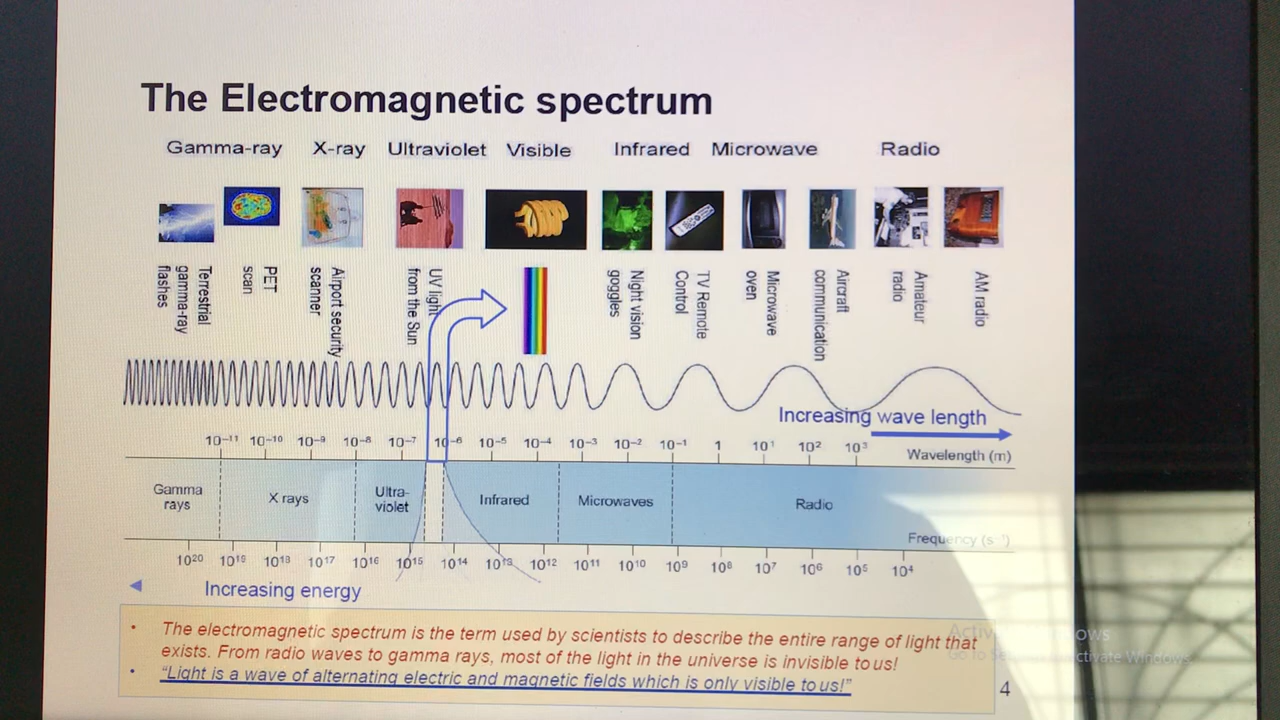 The Electromagnetic spectrum
Gamma-ray X-ray Ultraviolet Visible Infrared Microwave Radio
Terrestrial
gamma-ray
flashes
PET
scan
Airport security
scanner
UV light
from the Sun
Night vision
goggles
TV Remote
Control
Microwave
oven
Aircraft
communication
Amateur
radio
AM radio
Increasing wave length
10⁻¹¹ 10⁻¹⁰ 10⁻⁹ 10⁻⁸ 10⁻⁷ 10⁻⁶ 10⁻⁵ 10⁻⁴ 10⁻³ 10⁻² 10⁻¹ 1 10¹ 10² 10³ Wavelength (m)
Gamma
rays
X rays
Ultra-
violet
Infrared
Microwaves
Radio
Frequency (s⁻¹)
10²⁰ 10¹⁹ 10¹⁸ 10¹⁷ 10¹⁶ 10¹⁵ 10¹⁴ 10¹³ 10¹² 10¹¹ 10¹⁰ 10⁹ 10⁸ 10⁷ 10⁶ 10⁵ 10⁴
Increasing energy
• The electromagnetic spectrum is the term used by scientists to describe the entire range of light that
exists. From radio waves to gamma rays, most of the light in the universe is invisible to us!
• "Light is a wave of alternating electric and magnetic fields which is only visible to us!"
4